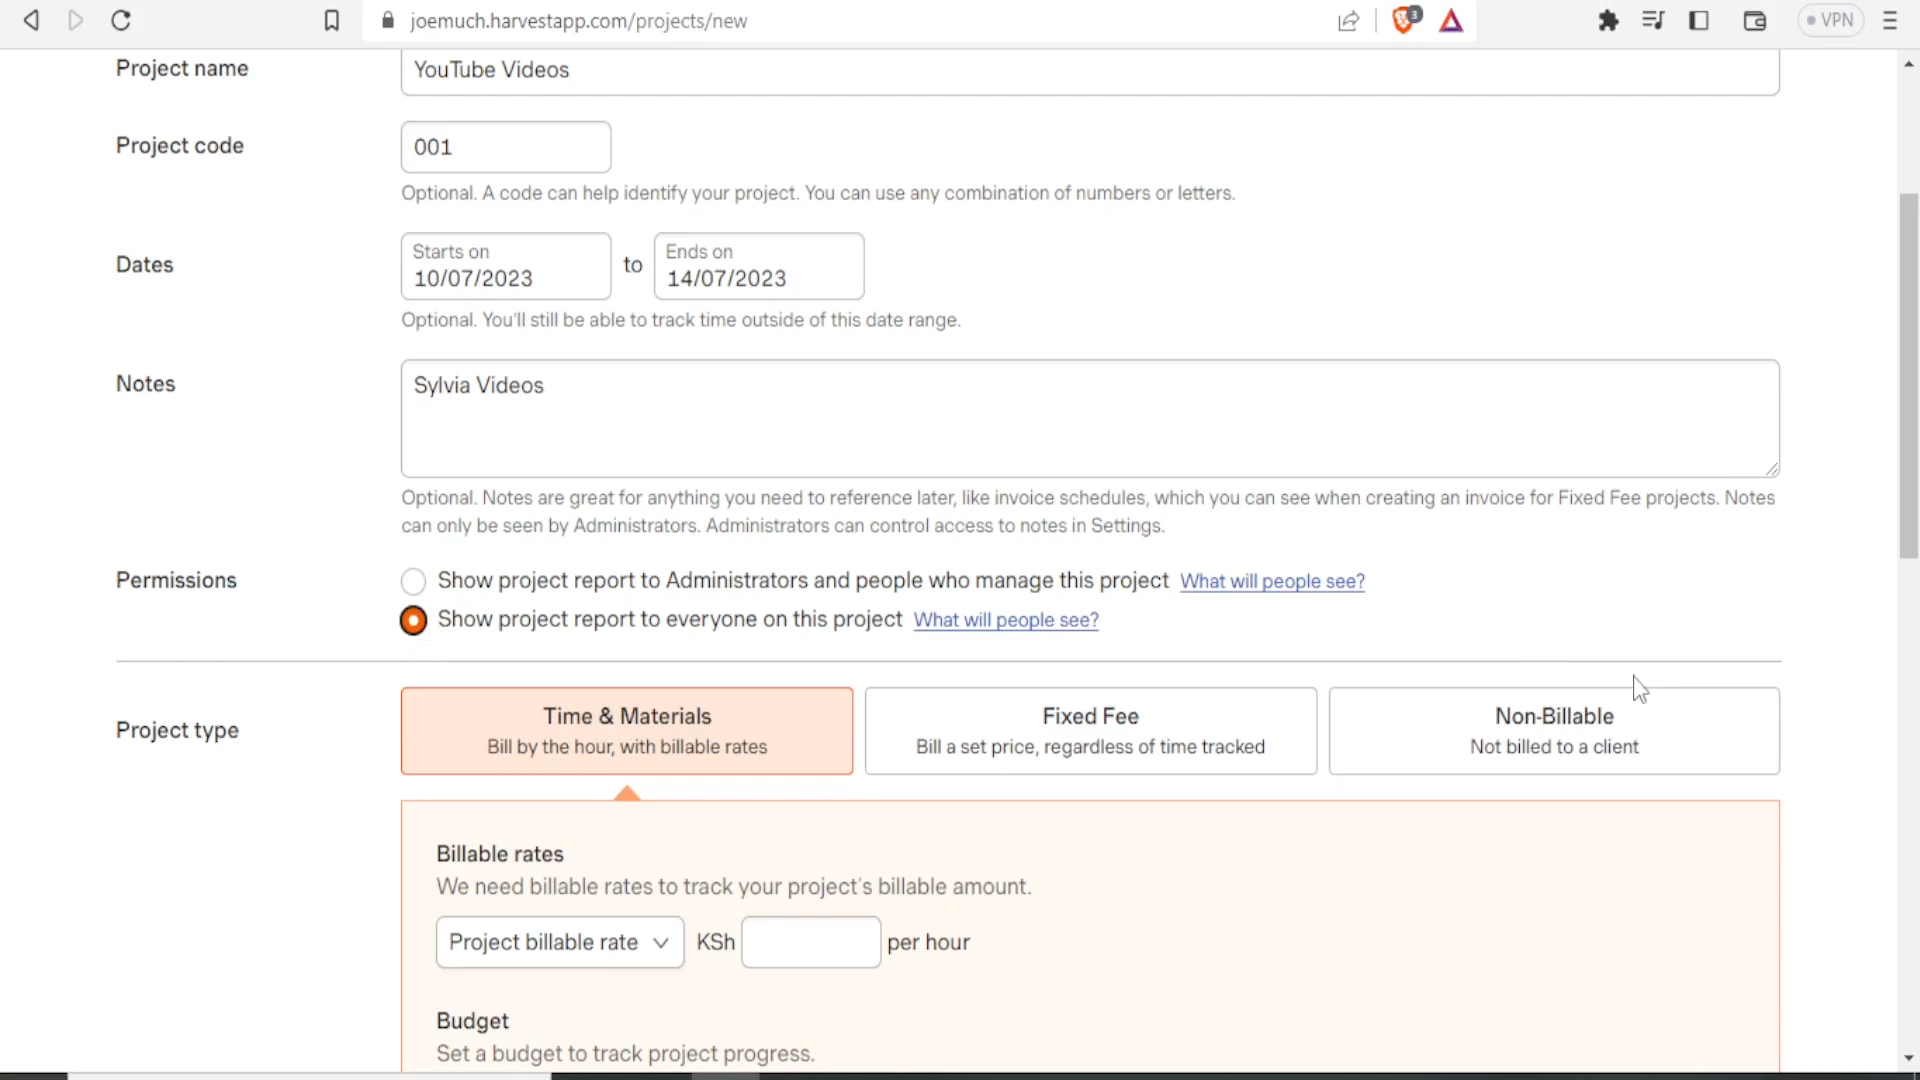 joemuch.harvestapp.com/projects/new
3
VPN
Project name
YouTube Videos
Project code
001
Optional. A code can help identify your project. You can use any combination of numbers or letters.
Dates
Starts on
10/07/2023
to
Ends on
14/07/2023
Optional. You'll still be able to track time outside of this date range.
Notes
Sylvia Videos
Optional. Notes are great for anything you need to reference later, like invoice schedules, which you can see when creating an invoice for Fixed Fee projects. Notes
can only be seen by Administrators. Administrators can control access to notes in Settings.
Permissions
Show project report to Administrators and people who manage this project What will people see?
Show project report to everyone on this project What will people see?
Project type
Time & Materials
Bill by the hour, with billable rates
Fixed Fee
Bill a set price, regardless of time tracked
Non-Billable
Not billed to a client
Billable rates
We need billable rates to track your project's billable amount.
Project billable rate KSh per hour
Budget
Set a budget to track project progress.